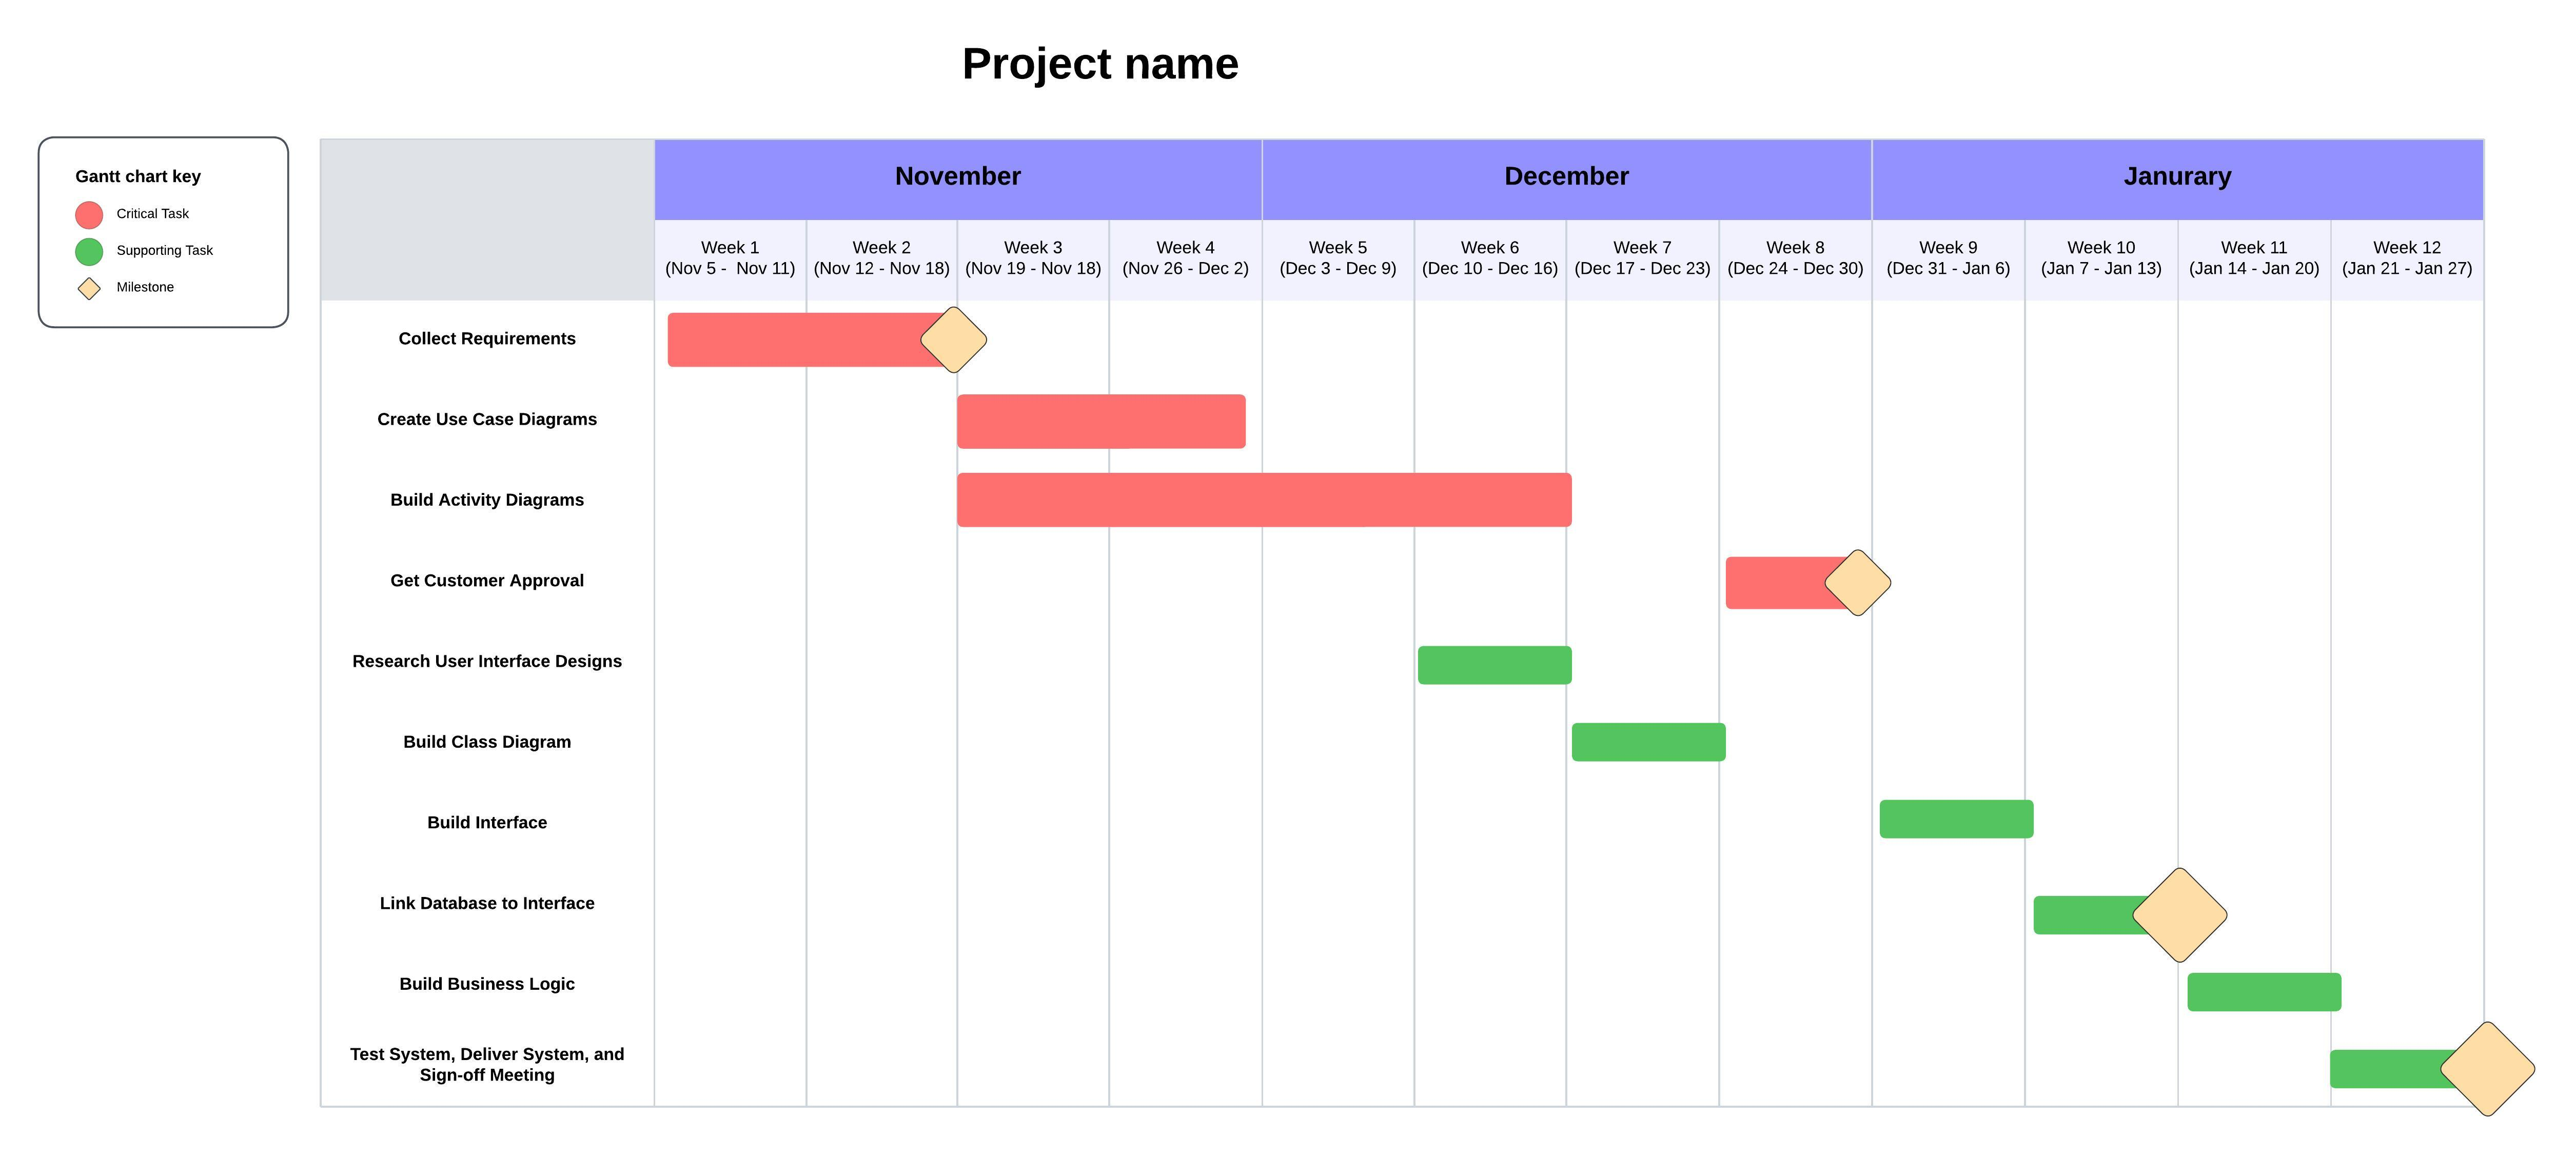 Project name
Gantt chart key
Critical Task
Supporting Task
Milestone
November
December
Janurary
Week 1
(Nov 5 -  Nov 11)
Week 2
(Nov 12 - Nov 18)
Week 3
(Nov 19 - Nov 18)
Week 4
(Nov 26 - Dec 2)
Week 5
(Dec 3 - Dec 9)
Week 6
(Dec 10 - Dec 16)
Week 7
(Dec 17 - Dec 23)
Week 8
(Dec 24 - Dec 30)
Week 9
(Dec 31 - Jan 6)
Week 10
(Jan 7 - Jan 13)
Week 11
(Jan 14 - Jan 20)
Week 12
(Jan 21 - Jan 27)
Collect Requirements
Create Use Case Diagrams
Build Activity Diagrams
Get Customer Approval
Research User Interface Designs
Build Class Diagram
Build Interface
Link Database to Interface
Build Business Logic
Test System, Deliver System, and
Sign-off Meeting